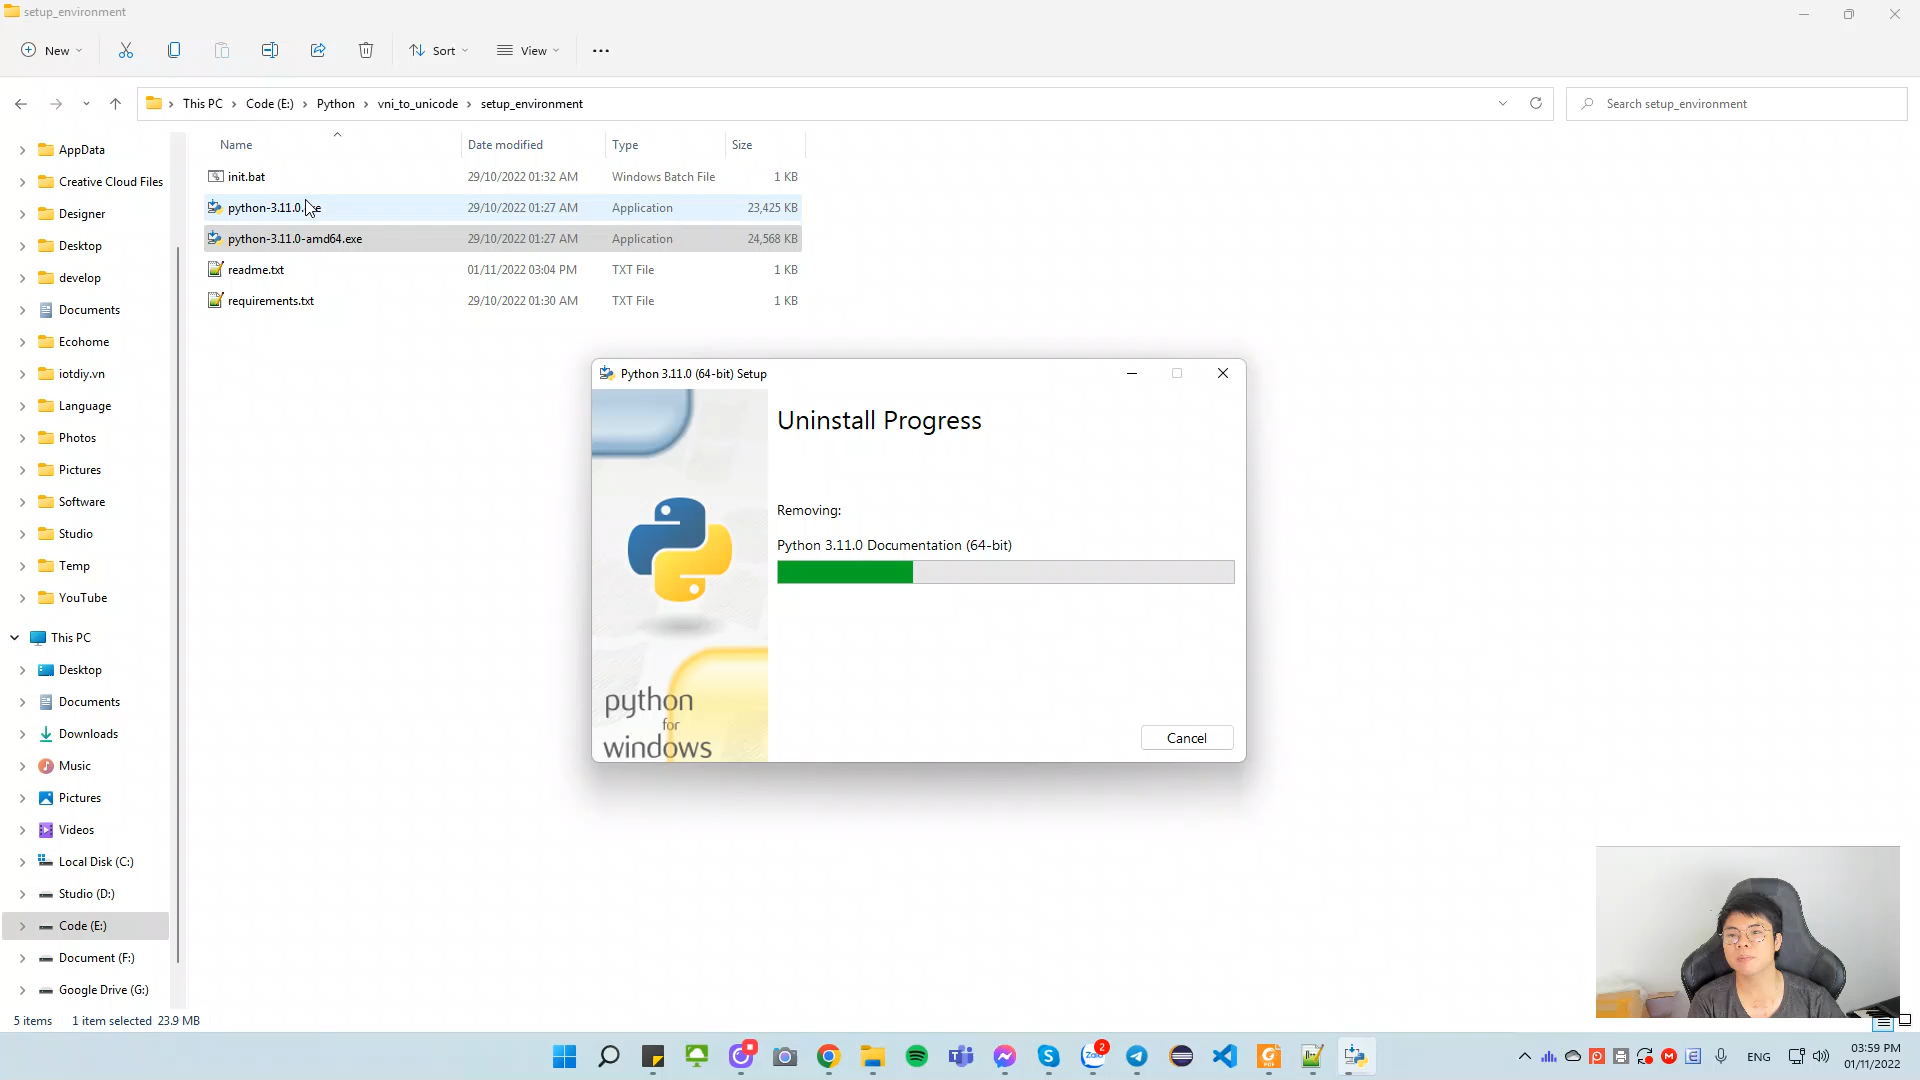 setup_environment
New
Sort
View
This PC > Code (E:) > Python > vni_to_unicode > setup_environment
Search setup_environment
Name Date modified Type Size
init.bat 29/10/2022 01:32 AM Windows Batch File 1 KB
python-3.11.0. 29/10/2022 01:27 AM Application 23,425 KB
python-3.11.0-amd64.exe 29/10/2022 01:27 AM Application 24,568 KB
readme.txt 01/11/2022 03:04 PM TXT File 1 KB
requirements.txt 29/10/2022 01:30 AM TXT File 1 KB
AppData
Creative Cloud Files
Designer
Desktop
develop
Documents
Ecohome
iotdiy.vn
Language
Photos
Pictures
Software
Studio
Temp
YouTube
This PC
Desktop
Documents
Downloads
Music
Pictures
Videos
Local Disk (C:)
Studio (D:)
Code (E:)
Document (F:)
Google Drive (G:)
Python 3.11.0 (64-bit) Setup
Uninstall Progress
Removing:
Python 3.11.0 Documentation (64-bit)
python
for
windows
Cancel
5 items 1 item selected 23.9 MB
2
ENG
03:59 PM
01/11/2022